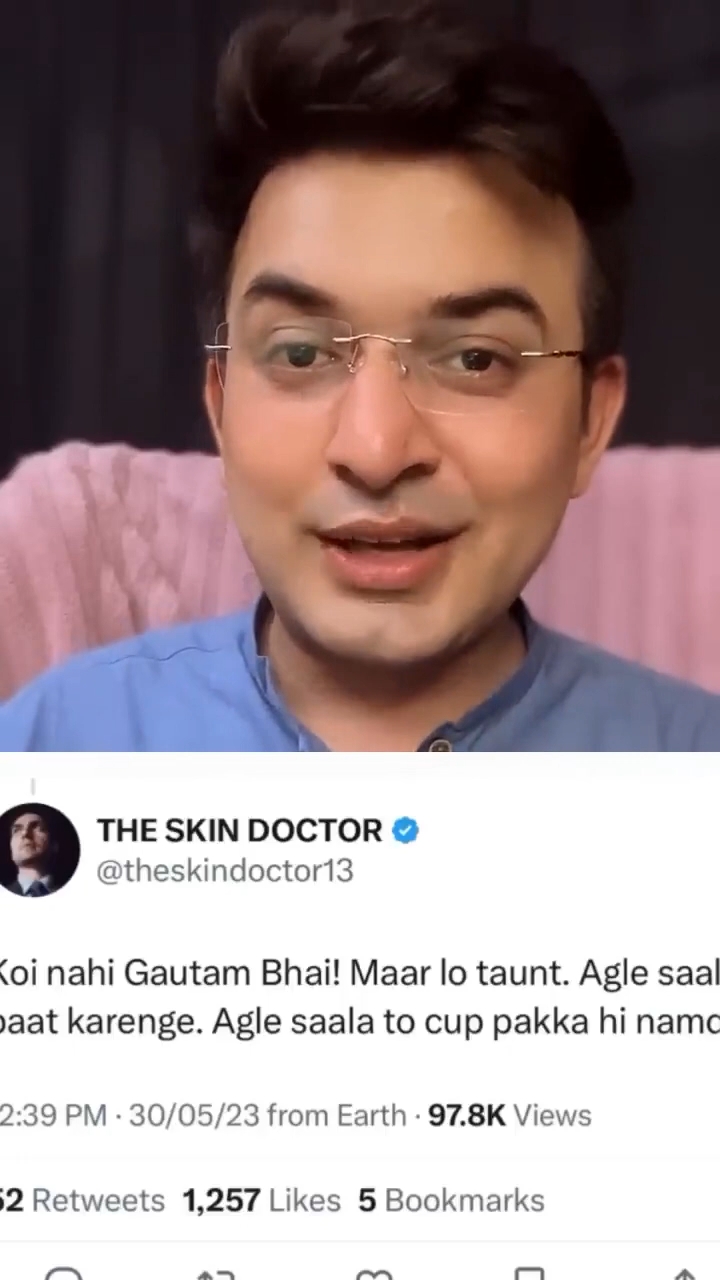 THE SKIN DOCTOR
@theskindoctor13
Koi nahi Gautam Bhai! Maar lo taunt. Agle saal
baat karenge. Agle saala to cup pakka hi
2:39 PM · 30/05/23 from Earth · 97.8K Views
52 Retweets 1,257 Likes 5 Bookmarks